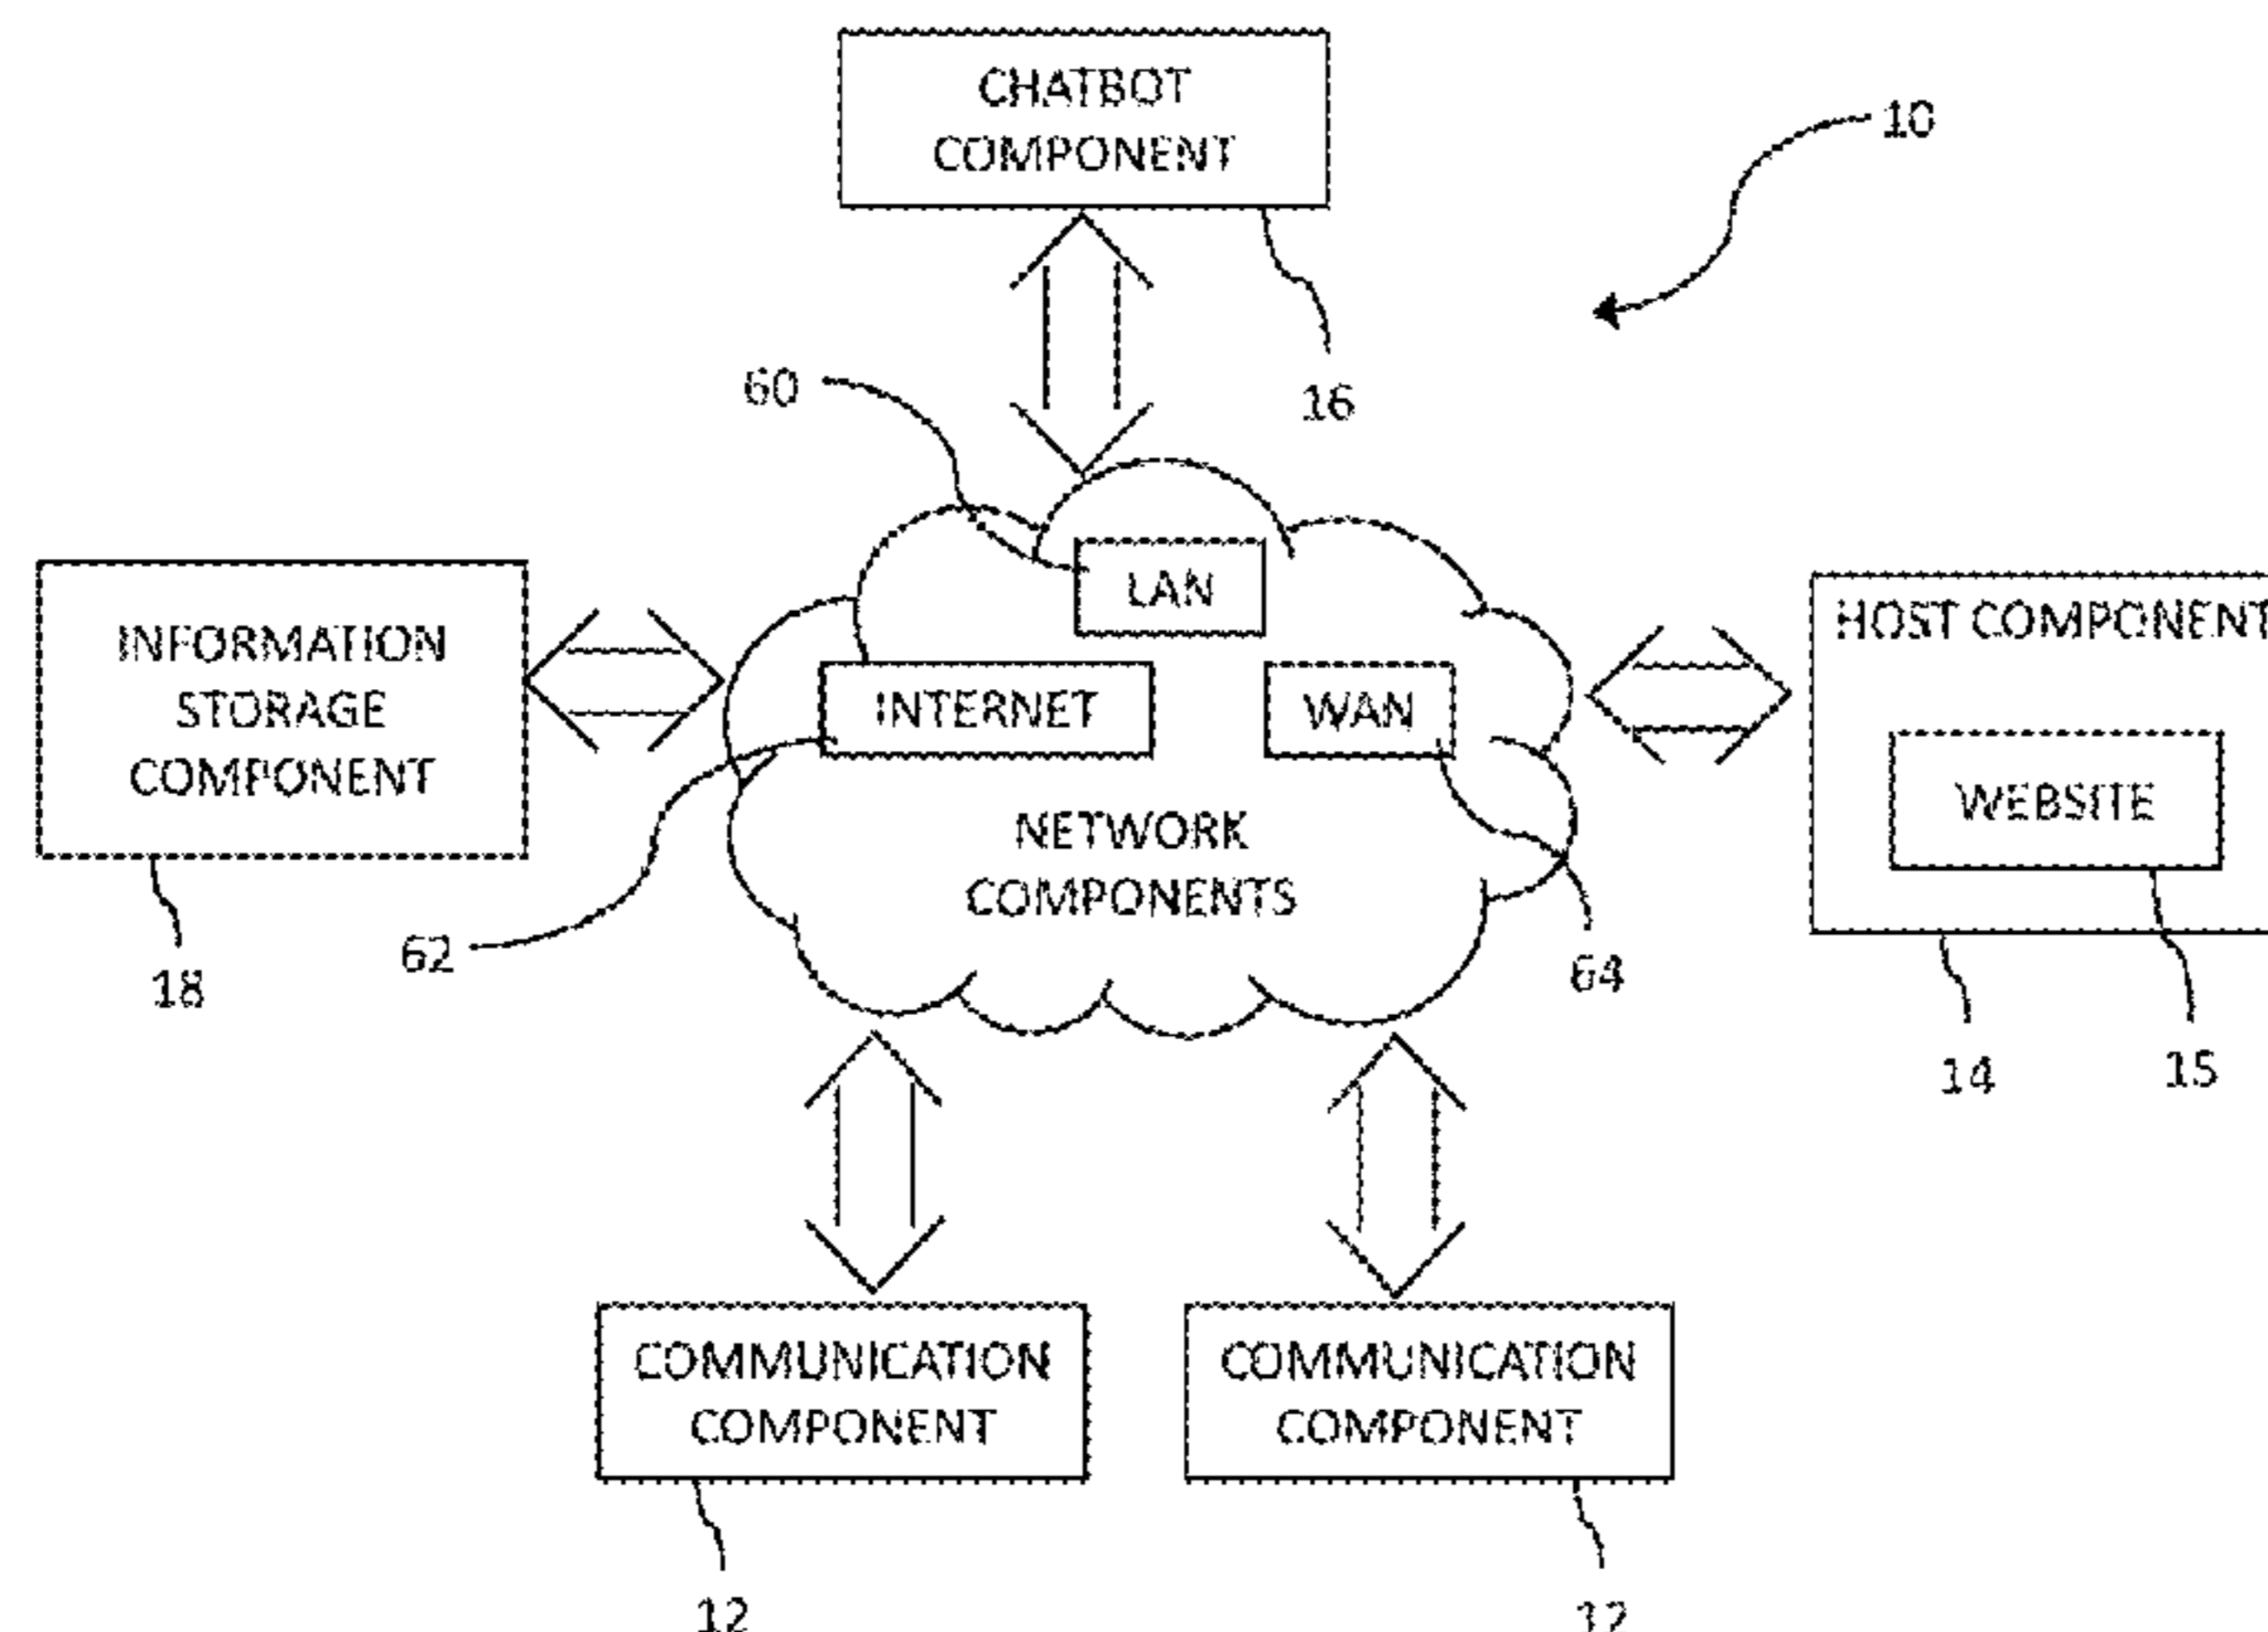 CHATBOT
COMPONENT
10
16
60
LAN
INTERNET
WAN
NETWORK
COMPONENTS
INFORMATION
STORAGE
COMPONENT
18
62
64
HOST COMPONENT
WEBSITE
14
15
COMMUNICATION
COMPONENT
12
COMMUNICATION
COMPONENT
12